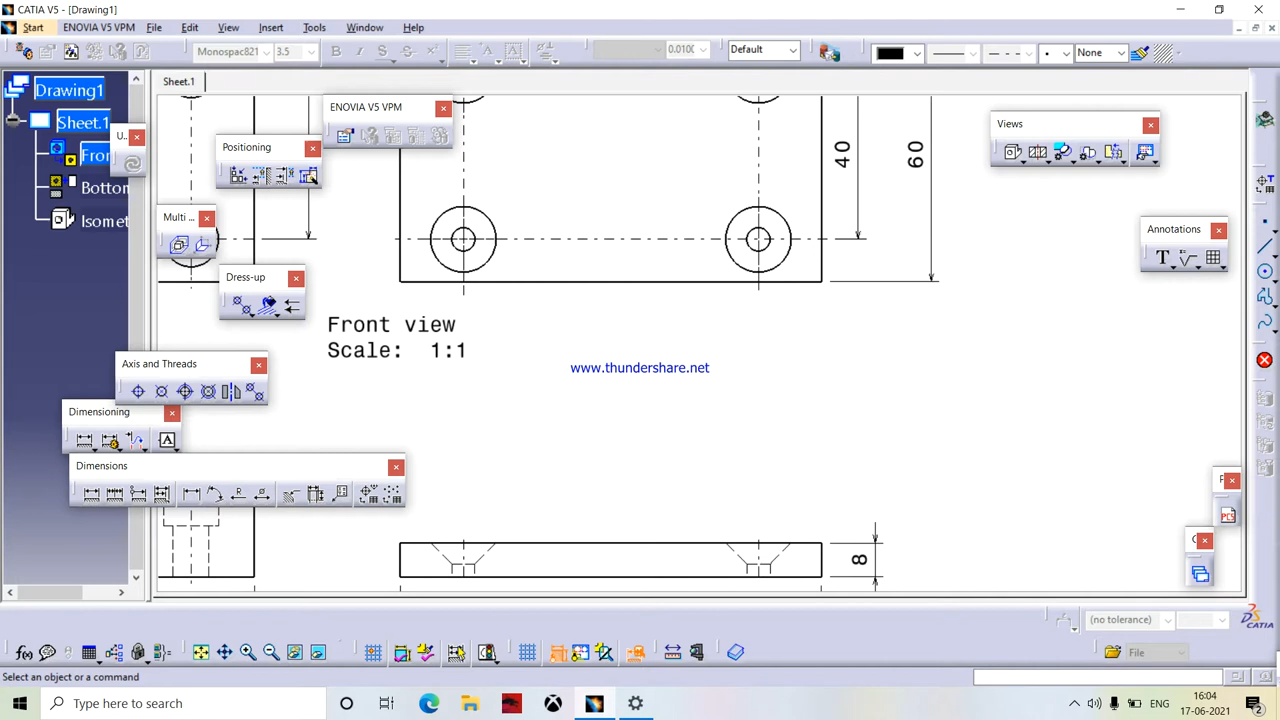 CATIA V5 - [Drawing1]
Start ENOVIA V5 VPM File Edit View Insert Tools Window Help
Monospac821 3.5 B I S 0.0100 Default None
Drawing1
Sheet.1
Sheet.1
U..
Fron
Bottom
Isomet
Positioning
ENOVIA V5 VPM
Views
Multi ...
Annotations
Dress-up
40
60
Front view
Scale: 1:1
www.thundershare.net
Axis and Threads
Dimensioning
Dimensions
8
(no tolerance)
CATIA
File
Select an object or a command
Type here to search
ENG
16:04
17-06-2021
2